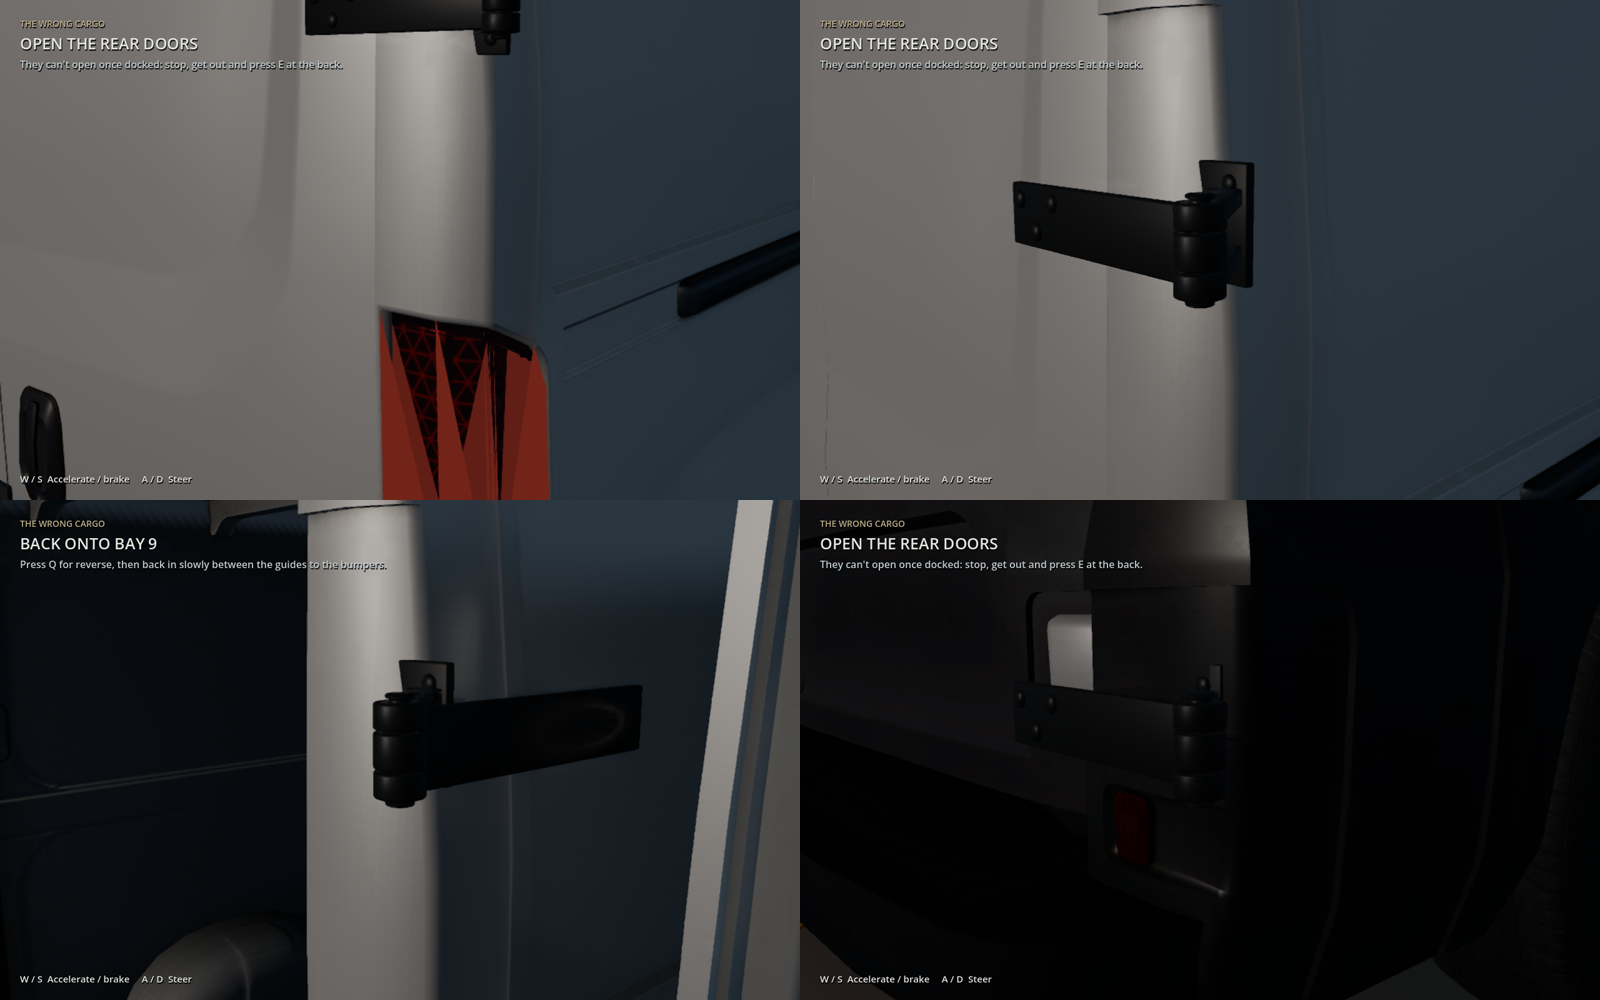 THE WRONG CARGO
OPEN THE REAR DOORS
They can't open once docked: stop, get out and press E at the back.
W / S Accelerate / brake A / D Steer
THE WRONG CARGO
OPEN THE REAR DOORS
They can't open once docked: stop, get out and press E at the back.
W / S Accelerate / brake A / D Steer
THE WRONG CARGO
BACK ONTO BAY 9
Press Q for reverse, then back in slowly between the guides to the bumpers.
W / S Accelerate / brake A / D Steer
THE WRONG CARGO
OPEN THE REAR DOORS
They can't open once docked: stop, get out and press E at the back.
W / S Accelerate / brake A / D Steer